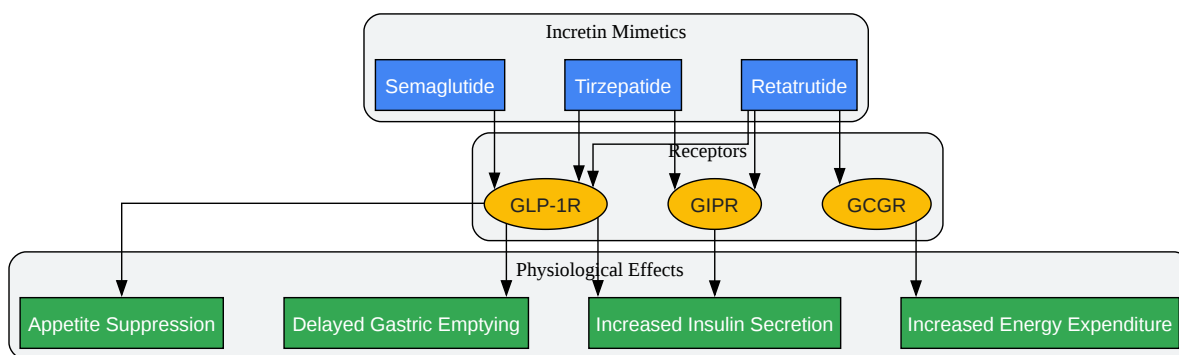 Incretin Mimetics
Semaglutide
Tirzepatide
Retatrutide
Receptors
GLP-1R
GIPR
GCGR
Physiological Effects
Appetite Suppression
Delayed Gastric Emptying
Increased Insulin Secretion
Increased Energy Expenditure